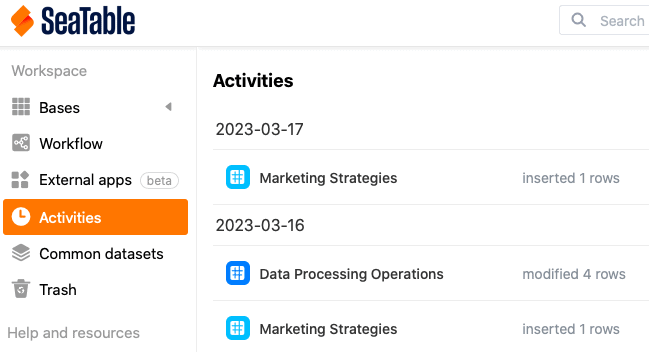 SeaTable
Search
Workspace
Bases
Workflow
External apps beta
Activities
Common datasets
Trash
Help and resources
Activities
2023-03-17
Marketing Strategies inserted 1 rows
2023-03-16
Data Processing Operations modified 4 rows
Marketing Strategies inserted 1 rows